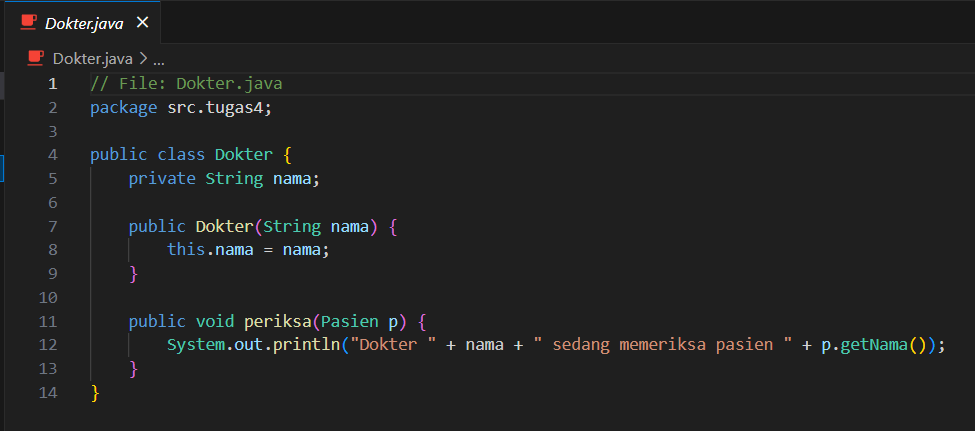 Dokter.java ×
Dokter.java > ...
1 // File: Dokter.java
2 package src.tugas4;
3
4 public class Dokter {
5     private String nama;
6
7     public Dokter(String nama) {
8         this.nama = nama;
9     }
10
11     public void periksa(Pasien p) {
12         System.out.println("Dokter " + nama + " sedang memeriksa pasien " + p.getNama());
13     }
14 }